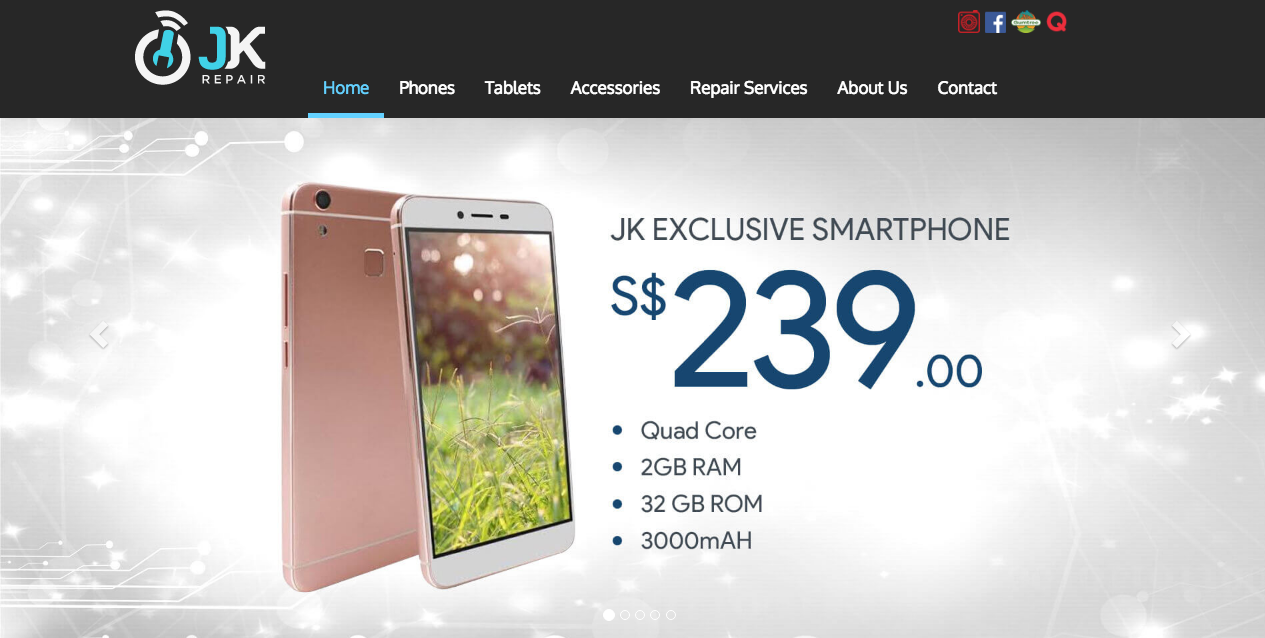 JK
REPAIR
Home Phones Tablets Accessories Repair Services About Us Contact
JK EXCLUSIVE SMARTPHONE
S$239.00
• Quad Core
• 2GB RAM
• 32 GB ROM
• 3000mAH